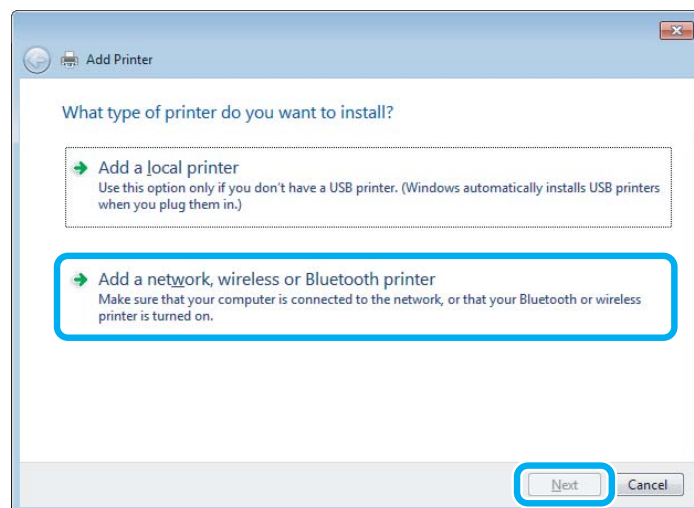 Add Printer
What type of printer do you want to install?
Add a local printer
Use this option only if you don't have a USB printer. (Windows automatically installs USB printers
when you plug them in.)
Add a network, wireless or Bluetooth printer
Make sure that your computer is connected to the network, or that your Bluetooth or wireless
printer is turned on.
Next Cancel